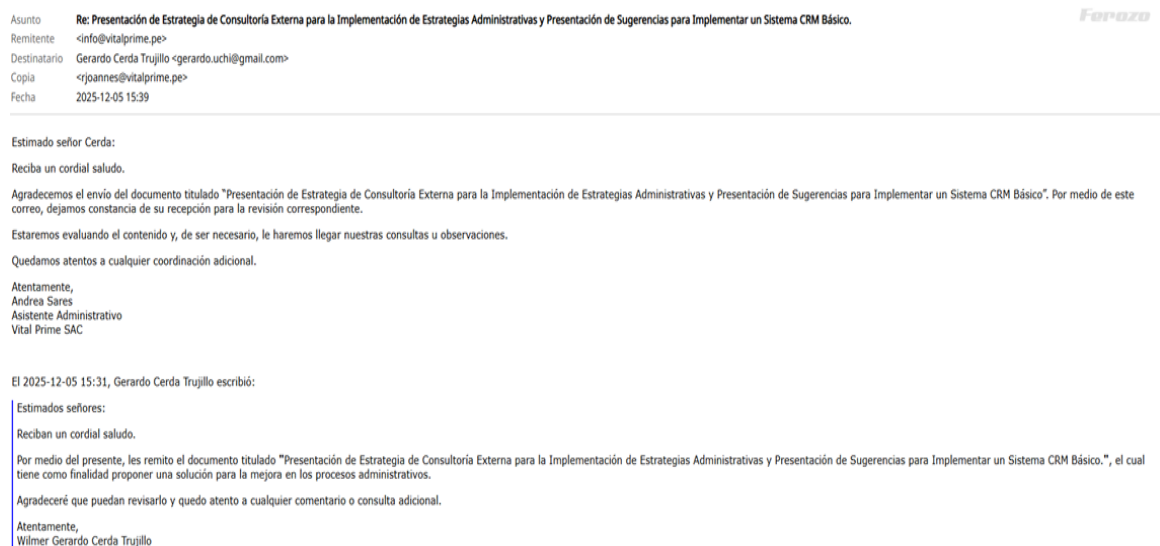 Asunto Re: Presentación de Estrategia de Consultoría Externa para la Implementación de Estrategias Administrativas y Presentación de Sugerencias para Implementar un Sistema CRM Básico.
Ferozo
Remitente <info@vitalprime.pe>
Destinatario Gerardo Cerda Trujillo <gerardo.uchi@gmail.com>
Copia <rjoannes@vitalprime.pe>
Fecha 2025-12-05 15:39
Estimado señor Cerda:
Reciba un cordial saludo.
Agradecemos el envío del documento titulado "Presentación de Estrategia de Consultoría Externa para la Implementación de Estrategias Administrativas y Presentación de Sugerencias para Implementar un Sistema CRM Básico". Por medio de este
correo, dejamos constancia de su recepción para la revisión correspondiente.
Estaremos evaluando el contenido y, de ser necesario, le haremos llegar nuestras consultas u observaciones.
Quedamos atentos a cualquier coordinación adicional.
Atentamente,
Andrea Sares
Asistente Administrativo
Vital Prime SAC
El 2025-12-05 15:31, Gerardo Cerda Trujillo escribió:
Estimados señores:
Reciban un cordial saludo.
Por medio del presente, les remito el documento titulado "Presentación de Estrategia de Consultoría Externa para la Implementación de Estrategias Administrativas y Presentación de Sugerencias para Implementar un Sistema CRM Básico.", el cual
tiene como finalidad proponer una solución para la mejora en los procesos administrativos.
Agradeceré que puedan revisarlo y quedo atento a cualquier comentario o consulta adicional.
Atentamente,
Wilmer Gerardo Cerda Trujillo